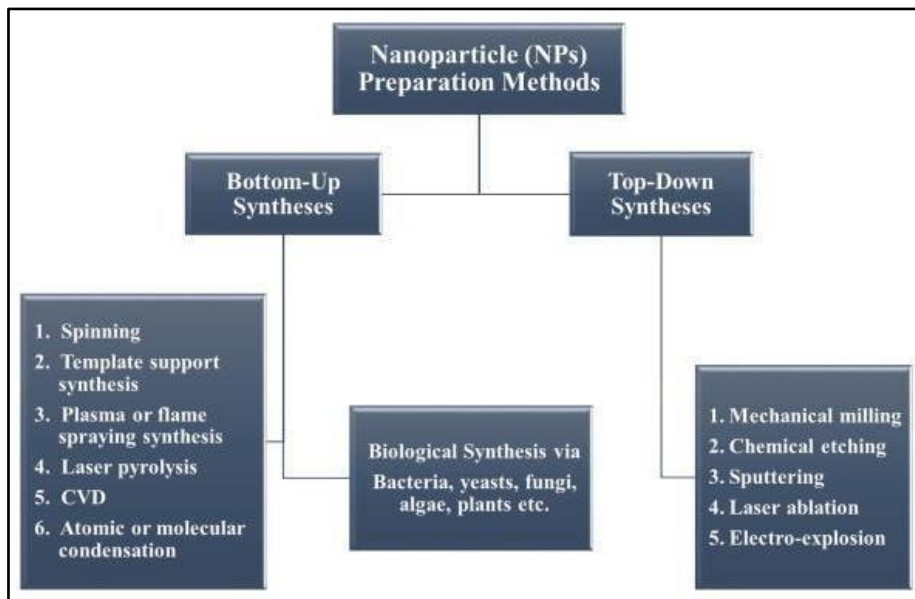 Nanoparticle (NPs)
Preparation Methods
Bottom-Up
Syntheses
Top-Down
Syntheses
1. Spinning
2. Template support
synthesis
3. Plasma or flame
spraying synthesis
4. Laser pyrolysis
5. CVD
6. Atomic or molecular
condensation
Biological Synthesis via
Bacteria, yeasts, fungi,
algae, plants etc.
1. Mechanical milling
2. Chemical etching
3. Sputtering
4. Laser ablation
5. Electro-explosion